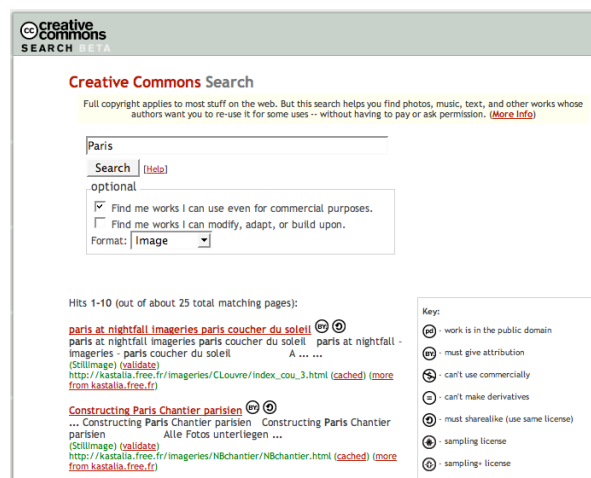 cc creative
commons
SEARCH BETA
Creative Commons Search
Full copyright applies to most stuff on the web. But this search helps you find photos, music, text, and other works whose
authors want you to re-use it for some uses -- without having to pay or ask permission. (More Info)
Paris
Search [Help]
optional
Find me works I can use even for commercial purposes.
Find me works I can modify, adapt, or build upon.
Format: Image
Hits 1-10 (out of about 25 total matching pages):
Key:
paris at nightfall imageries paris coucher du soleil BY:
paris at nightfall imageries paris coucher du soleil paris at nightfall -
imageries - paris coucher du soleil A ... ...
(StillImage) (validate)
http://kastalia.free.fr/imageries/CLouvre/index_cou_3.html (cached) (more
from kastalia.free.fr)
pd - work is in the public domain
BY: - must give attribution
$ - can't use commercially
= - can't make derivatives
Constructing Paris Chantier parisien BY:
... Constructing Paris Chantier parisien Constructing Paris Chantier
parisien Alle Fotos unterliegen ...
(StillImage) (validate)
http://kastalia.free.fr/imageries/NBchantier/NBchantier.html (cached) (more
from kastalia.free.fr)
- must sharealike (use same license)
- sampling license
- sampling+ license